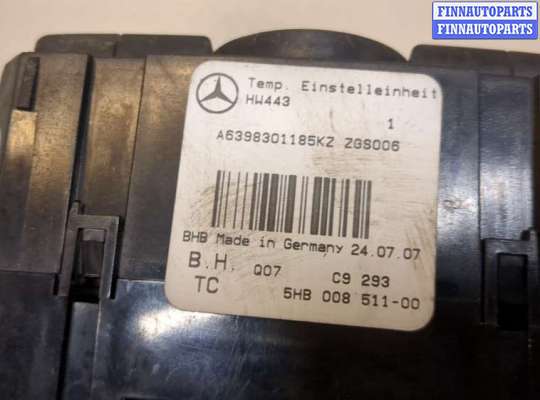 FINNAUTOPARTS
FINNAUTOPARTS
Temp. Einstelleinheit
HW443
1
A6398301185KZ ZGS006
BHB Made in Germany 24.07.07
B.H. Q07 C9 293
TC 5HB 008 511-00